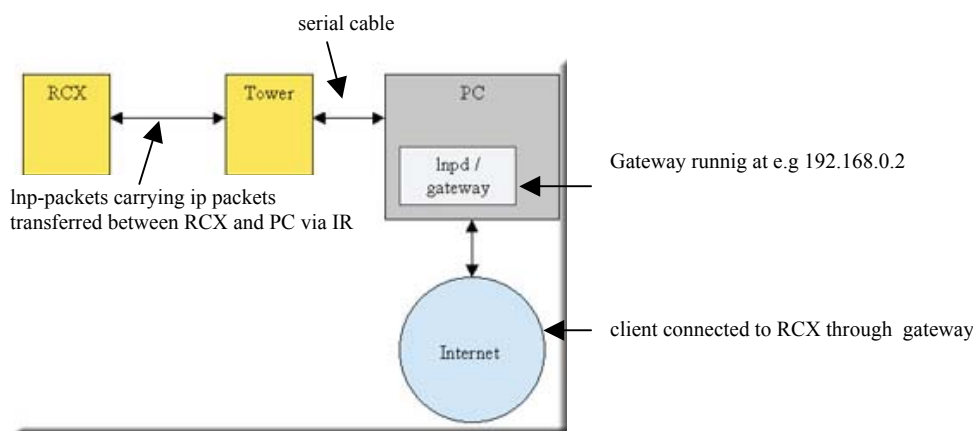 serial cable
RCX
Tower
PC
lnpd /
gateway
Gateway runnig at e.g 192.168.0.2
lnp-packets carrying ip packets
transferred between RCX and PC via IR
client connected to RCX through gateway
Internet